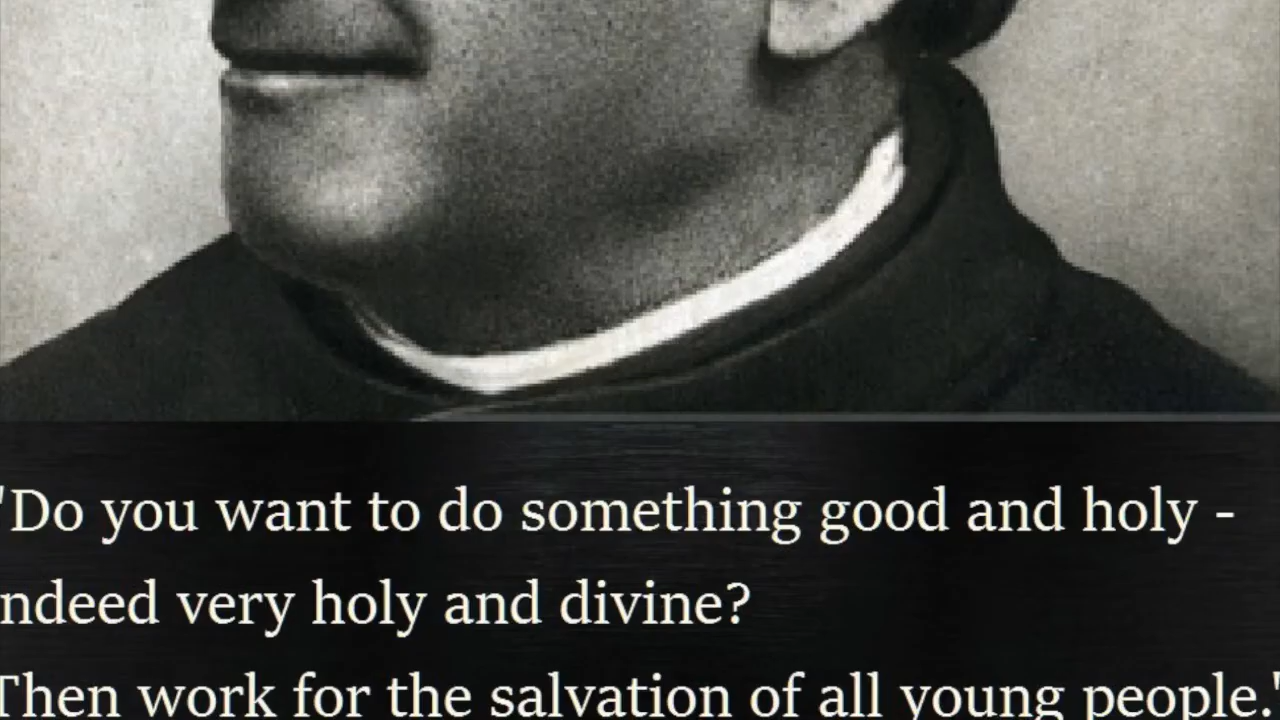 "Do you want to do something good and holy -
ndeed very holy and divine?
Then work for the salvation of all young people."